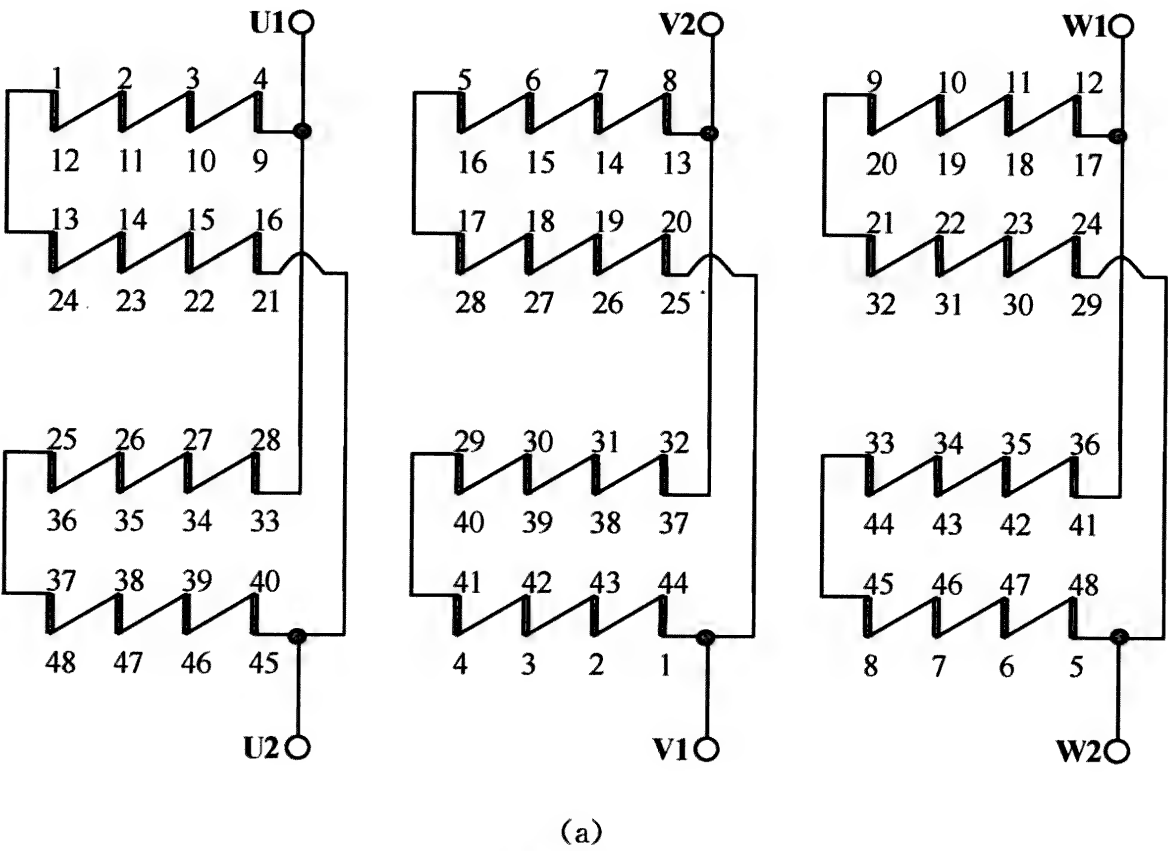 U1 V2 W1
1 2 3 4 5 6 7 8 9 10 11 12
12 11 10 9 16 15 14 13 20 19 18 17
13 14 15 16 17 18 19 20 21 22 23 24
24 23 22 21 28 27 26 25 32 31 30 29
25 26 27 28 29 30 31 32 33 34 35 36
36 35 34 33 40 39 38 37 44 43 42 41
37 38 39 40 41 42 43 44 45 46 47 48
48 47 46 45 4 3 2 1 8 7 6 5
U2 V1 W2
(a)